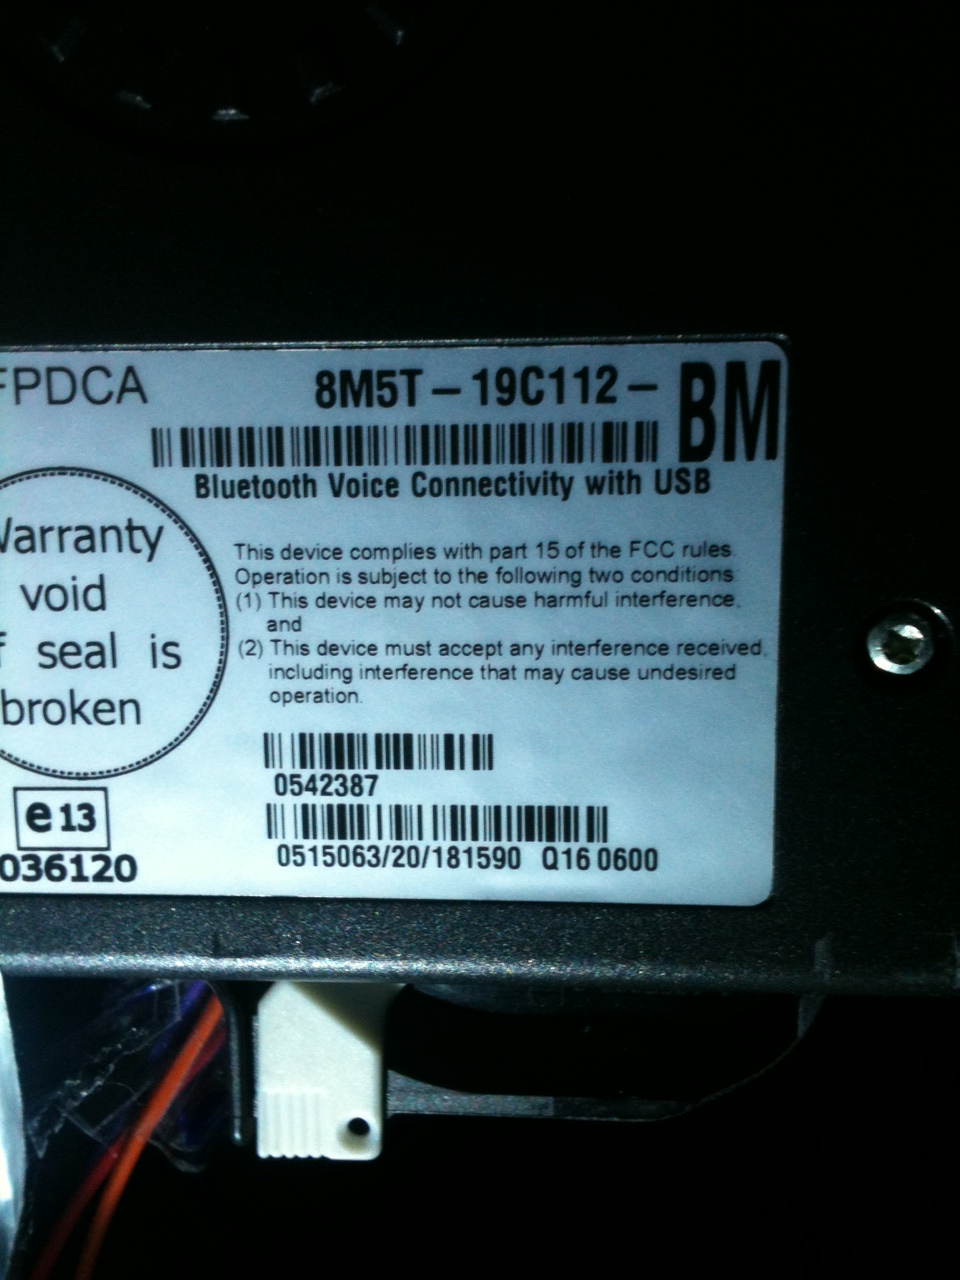 FPDCA
8M5T-19C112-BM
Bluetooth Voice Connectivity with USB
Warranty
void
if seal is
broken
This device complies with part 15 of the FCC rules.
Operation is subject to the following two conditions:
(1) This device may not cause harmful interference,
and
(2) This device must accept any interference received,
including interference that may cause undesired
operation.
0542387
e13
036120
0515063/20/181590 Q16 0600